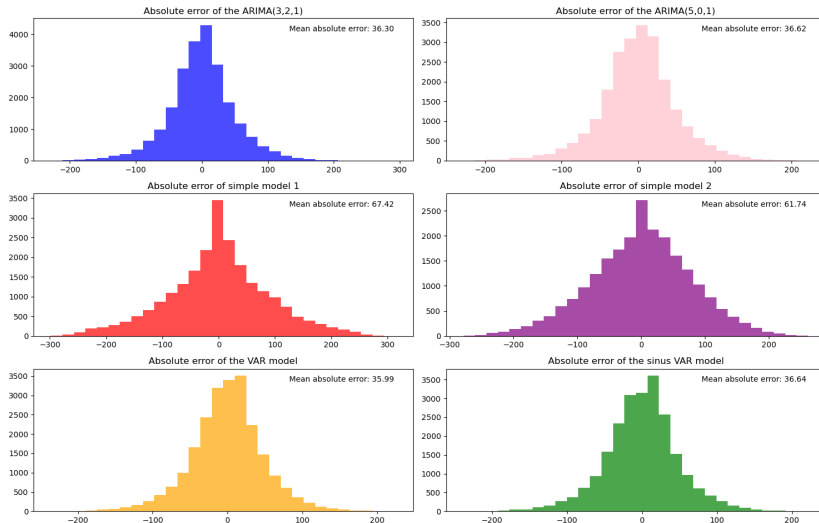 Absolute error of the ARIMA(3,2,1)
Mean absolute error: 36.30
4000
3000
2000
1000
0
−200 −100 0 100 200 300
Absolute error of the ARIMA(5,0,1)
Mean absolute error: 36.62
3500
3000
2500
2000
1500
1000
500
0
−200 −100 0 100 200
Absolute error of simple model 1
Mean absolute error: 67.42
3500
3000
2500
2000
1500
1000
500
0
−300 −200 −100 0 100 200 300
Absolute error of simple model 2
Mean absolute error: 61.74
2500
2000
1500
1000
500
0
−300 −200 −100 0 100 200
Absolute error of the VAR model
Mean absolute error: 35.99
3500
3000
2500
2000
1500
1000
500
0
−200 −100 0 100 200
Absolute error of the sinus VAR model
Mean absolute error: 36.64
3500
3000
2500
2000
1500
1000
500
0
−200 −100 0 100 200